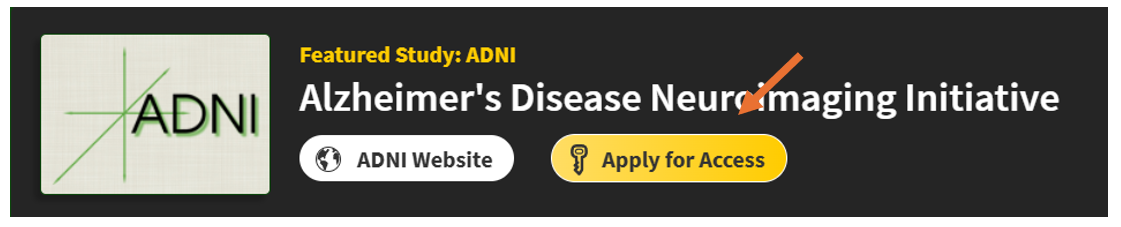 ADNI
Featured Study: ADNI
Alzheimer's Disease Neuroimaging Initiative
ADNI Website
Apply for Access